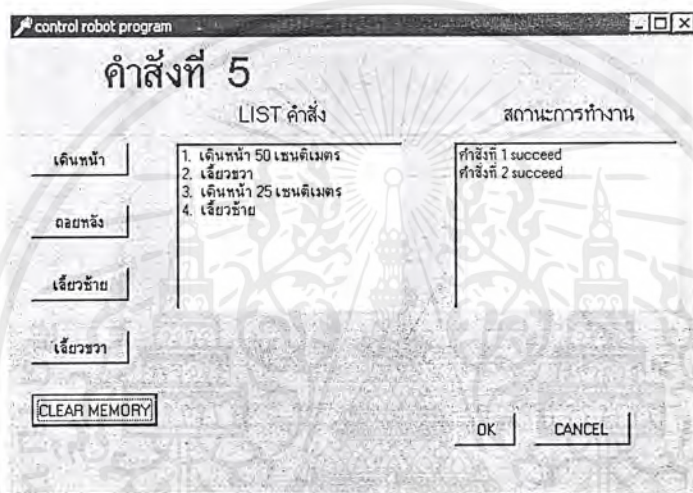 control robot program
คำสั่งที่ 5
LIST คำสั่ง
สถานะการทำงาน
เดินหน้า
ถอยหลัง
เลี้ยวซ้าย
เลี้ยวขวา
CLEAR MEMORY
1. เดินหน้า 50 เซนติเมตร
2. เลี้ยวขวา
3. เดินหน้า 25 เซนติเมตร
4. เลี้ยวซ้าย
คำสั่งที่ 1 succeed
คำสั่งที่ 2 succeed
OK
CANCEL